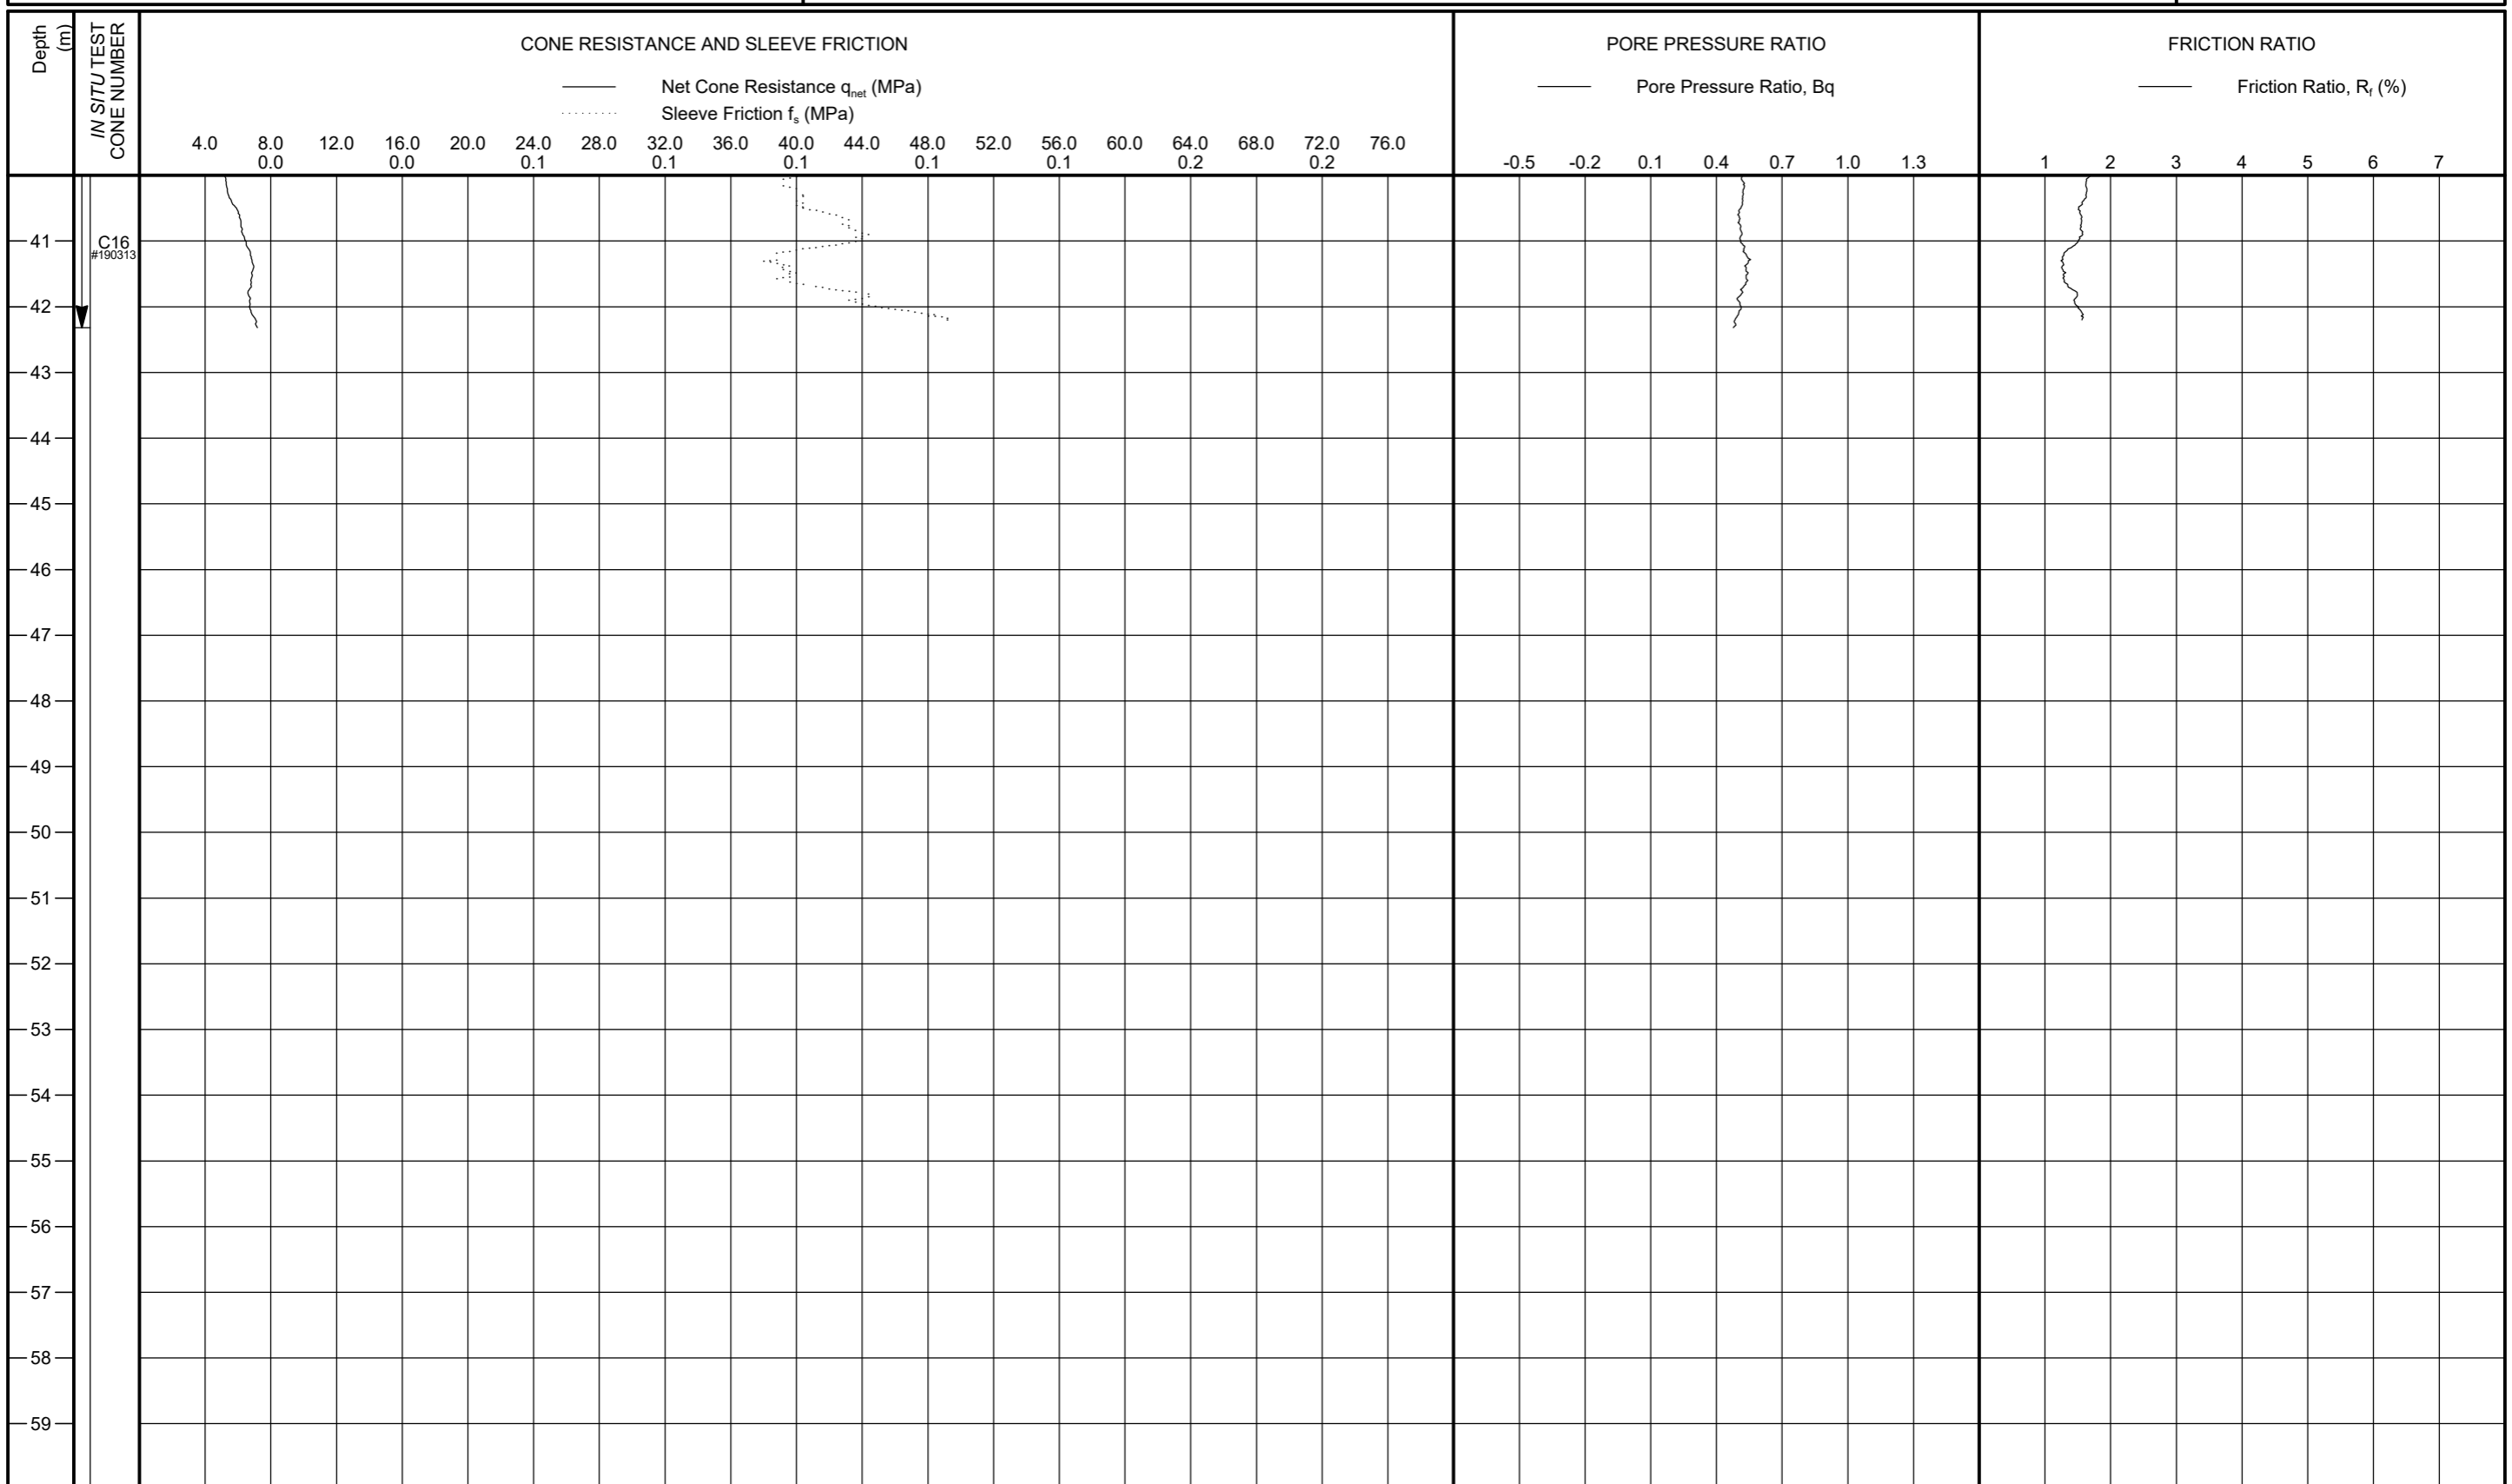 Depth
(m)
IN SITU TEST
CONE NUMBER
CONE RESISTANCE AND SLEEVE FRICTION
Net Cone Resistance qnet (MPa)
Sleeve Friction fs (MPa)
4.0 8.0 12.0 16.0 20.0 24.0 28.0 32.0 36.0 40.0 44.0 48.0 52.0 56.0 60.0 64.0 68.0 72.0 76.0
0.0 0.0 0.1 0.1 0.1 0.1 0.1 0.2 0.2
PORE PRESSURE RATIO
Pore Pressure Ratio, Bq
-0.5 -0.2 0.1 0.4 0.7 1.0 1.3
FRICTION RATIO
Friction Ratio, Rf (%)
1 2 3 4 5 6 7
C16
#190313
41
42
43
44
45
46
47
48
49
50
51
52
53
54
55
56
57
58
59